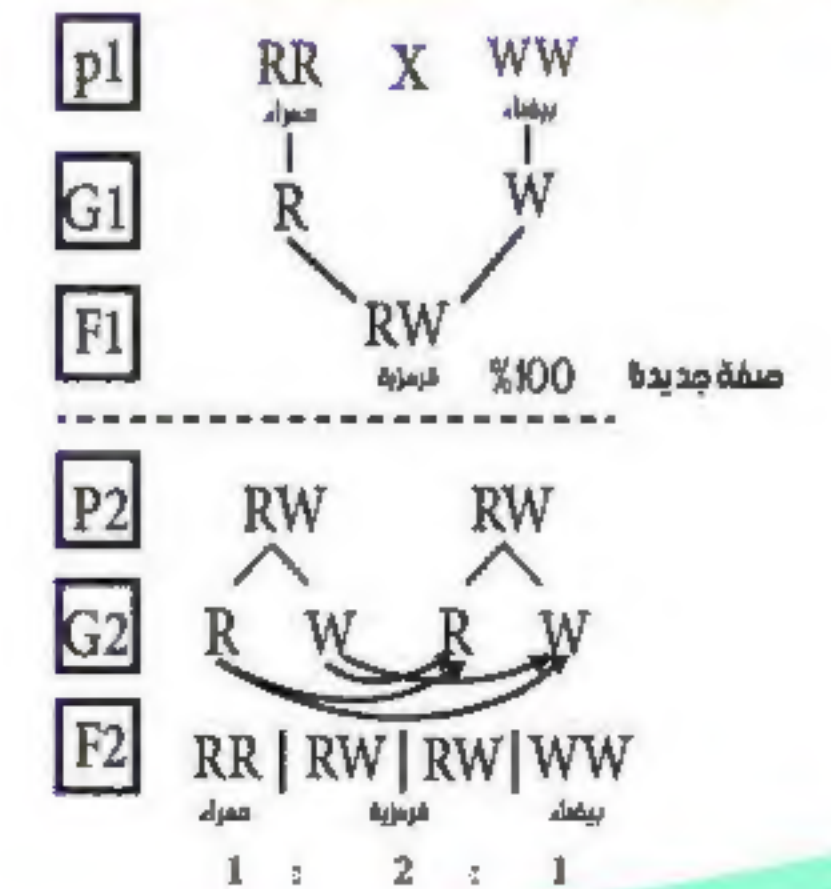 p1 RR X WW
حمراء بيضاء
G1 R W
F1 RW
قرمزية %100 صفة جديدة
P2 RW RW
G2 R W R W
F2 RR | RW | RW | WW
حمراء قرمزية بيضاء
1 : 2 : 1